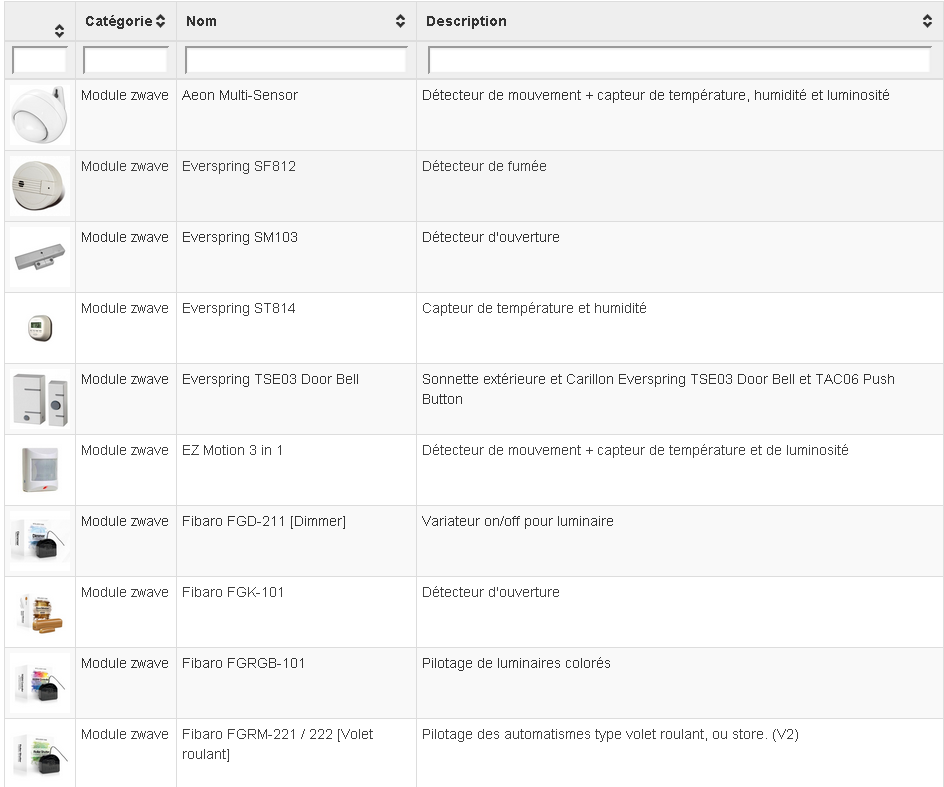 Catégorie Nom Description
Module zwave Aeon Multi-Sensor Détecteur de mouvement + capteur de température, humidité et luminosité
Module zwave Everspring SF812 Détecteur de fumée
Module zwave Everspring SM103 Détecteur d'ouverture
Module zwave Everspring ST814 Capteur de température et humidité
Module zwave Everspring TSE03 Door Bell Sonnette extérieure et Carillon Everspring TSE03 Door Bell et TAC06 Push
Button
Module zwave EZ Motion 3 in 1 Détecteur de mouvement + capteur de température et de luminosité
Module zwave Fibaro FGD-211 [Dimmer] Variateur on/off pour luminaire
Module zwave Fibaro FGK-101 Détecteur d'ouverture
Module zwave Fibaro FGRGB-101 Pilotage de luminaires colorés
Module zwave Fibaro FGRM-221 / 222 [Volet Pilotage des automatismes type volet roulant, ou store. (V2)
roulant]